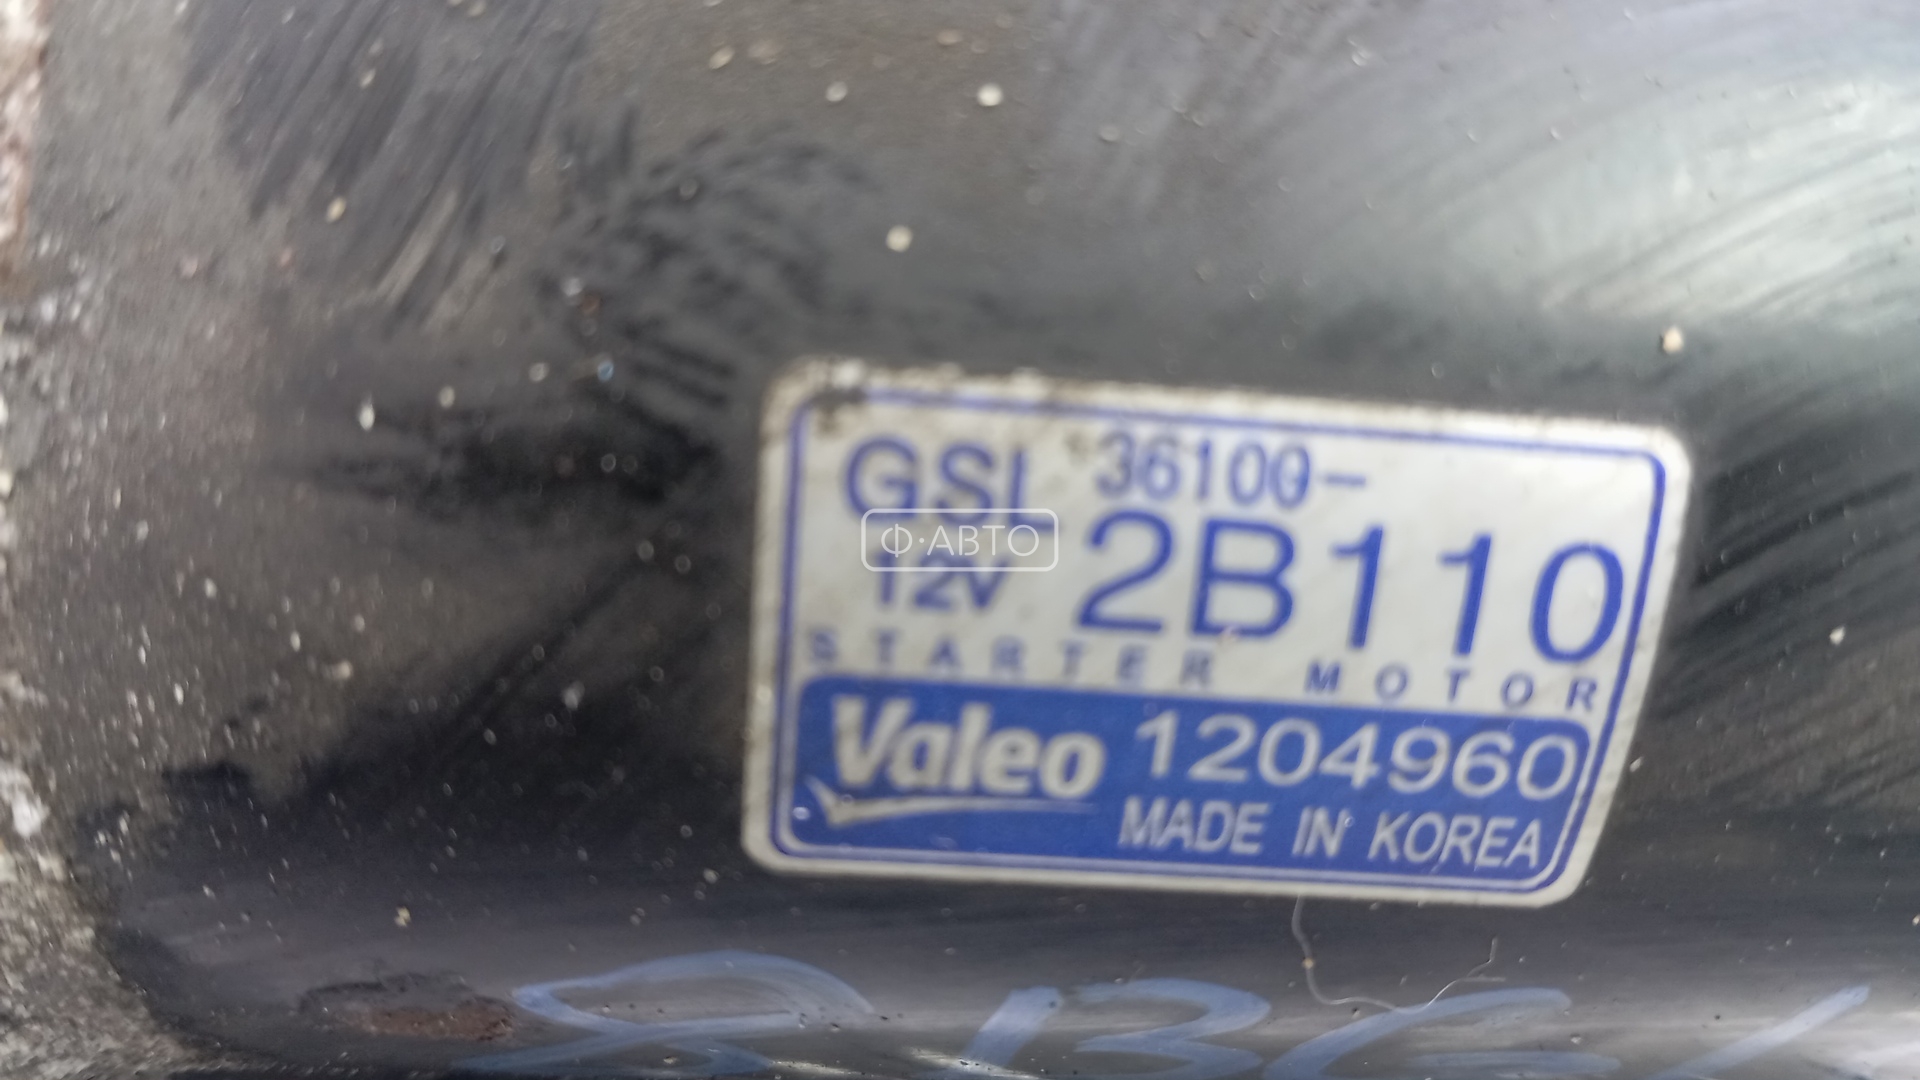 GSL 36100-
Ф·АВТО
12V 2B110
STARTER MOTOR
Valeo 1204960
MADE IN KOREA